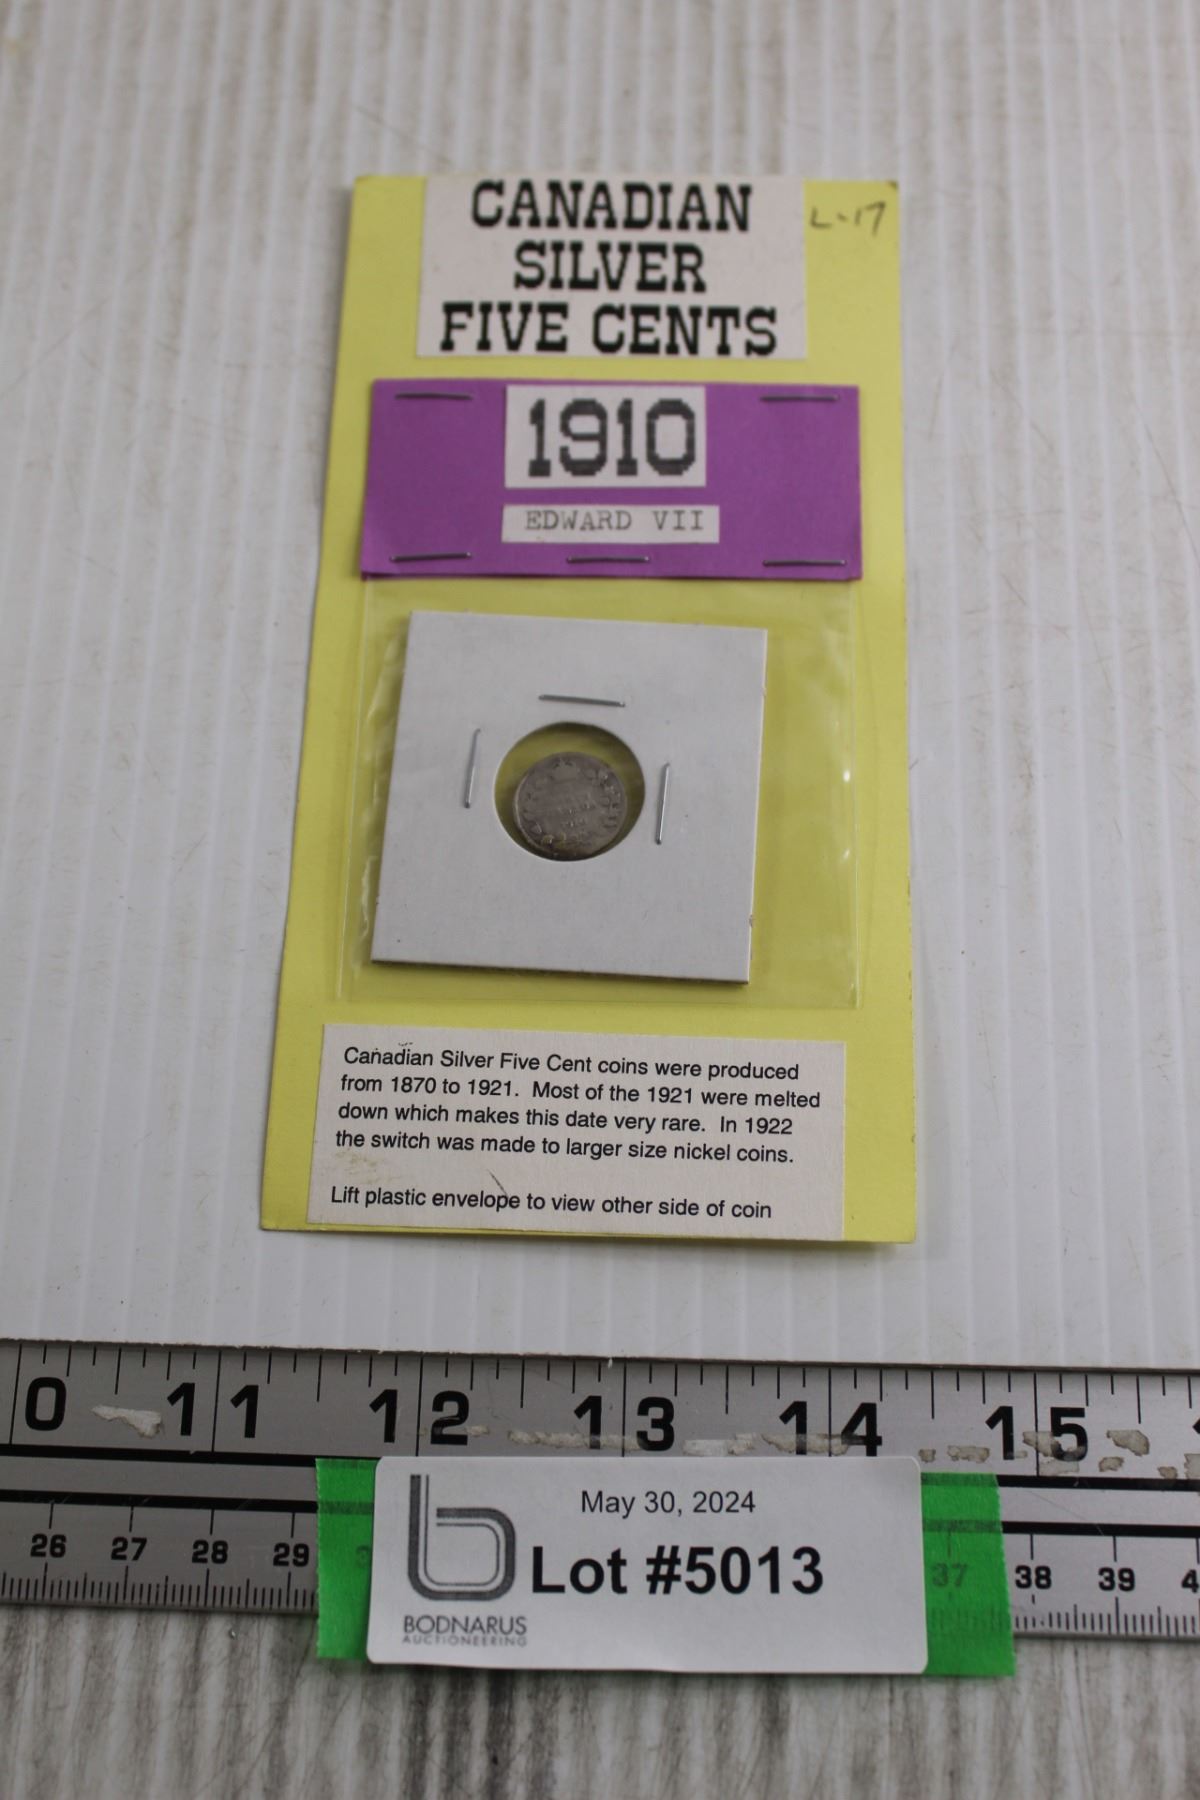 CANADIAN
SILVER
FIVE CENTS
L-17
1910
EDWARD VII
Canadian Silver Five Cent coins were produced
from 1870 to 1921. Most of the 1921 were melted
down which makes this date very rare. In 1922
the switch was made to larger size nickel coins.
Lift plastic envelope to view other side of coin
0 11 12 13 14 15
26 27 28 29 37 38 39 4
May 30, 2024
Lot #5013
BODNARUS
AUCTIONEERING